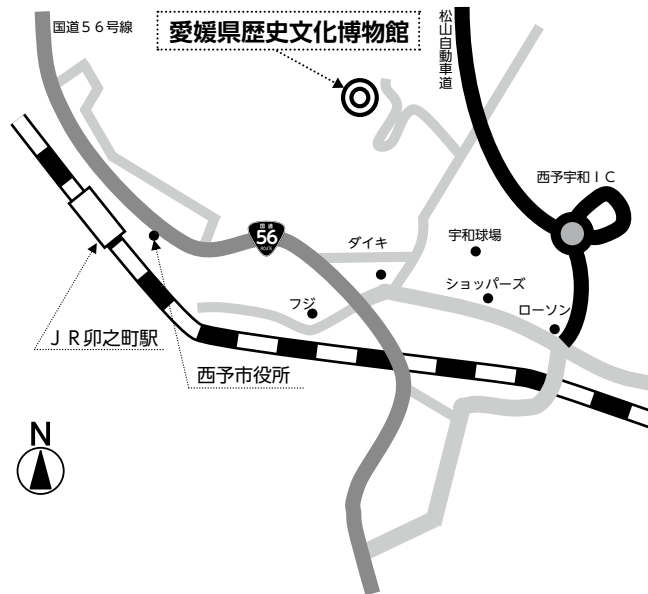 国道５６号線
愛媛県歴史文化博物館
松山自動車道
西予宇和ＩＣ
国道
56
ROUTE
ダイキ
宇和球場
ショッパーズ
フジ
ローソン
ＪＲ卯之町駅
西予市役所
N